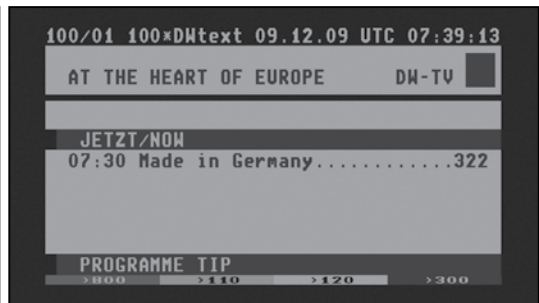 100/01 100*DWtext 09.12.09 UTC 07:39:13
AT THE HEART OF EUROPE DW-TV
JETZT/NOW
07:30 Made in Germany............322
PROGRAMME TIP
>800 >110 >120 >300